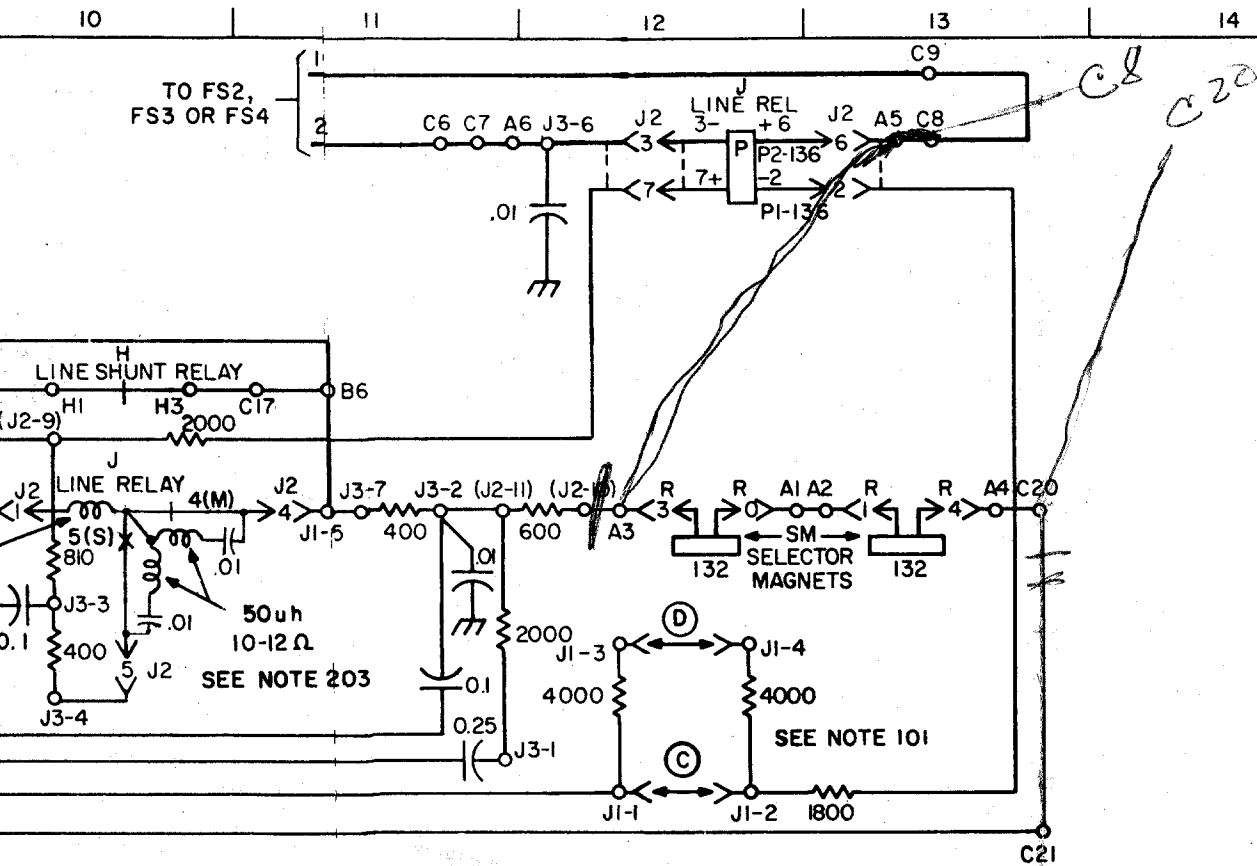 10 11 12 13 14
C9
1
C8
C20
J
TO FS2, LINE REL
FS3 OR FS4
2 C6 C7 A6 J3-6 J2 3- +6 J2 A5 C8
3 P P2-136 6
7 7+ -2 2
.01 P1-136
H
LINE SHUNT RELAY
H1 H3 C17 B6
(J2-9) 2000
J
J2 LINE RELAY 4(M) J2 J3-7 J3-2 (J2-11) (J2-10) R R A1 A2 R R A4 C20
1 4 J1-5 400 600 A3 3 1 4
5(S) SM
810 .01 .01 132 SELECTOR 132
MAGNETS
J3-3 50uh D
0.1 .01 10-12Ω 2000 J1-3 J1-4
400 5 J2 SEE NOTE 203 0.1 4000 4000
J3-4 0.25 SEE NOTE 101
J3-1 C
J1-1 J1-2 1800
C21